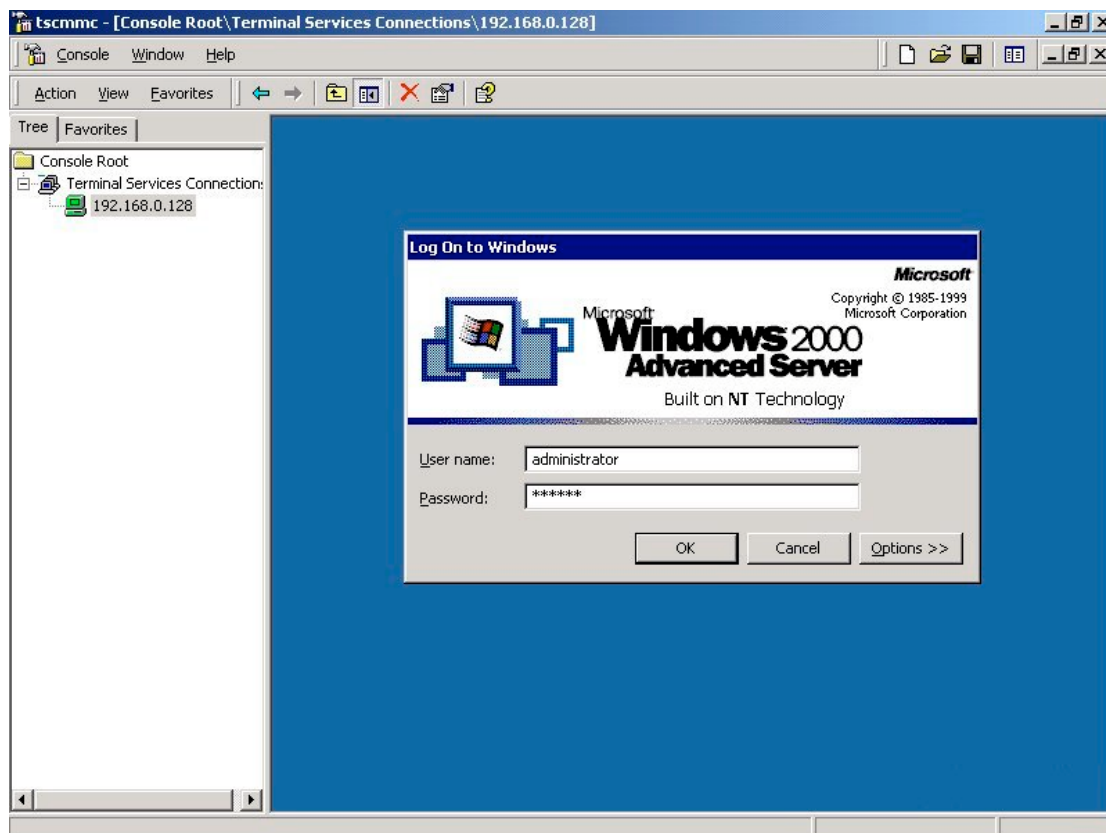 tscmmc - [Console Root\Terminal Services Connections\192.168.0.128]
Console Window Help
Action View Favorites
Tree Favorites
Console Root
Terminal Services Connection
192.168.0.128
Log On to Windows
Microsoft
Copyright © 1985-1999
Microsoft Corporation
Microsoft
Windows 2000
Advanced Server
Built on NT Technology
User name: administrator
Password: ******
OK Cancel Options >>